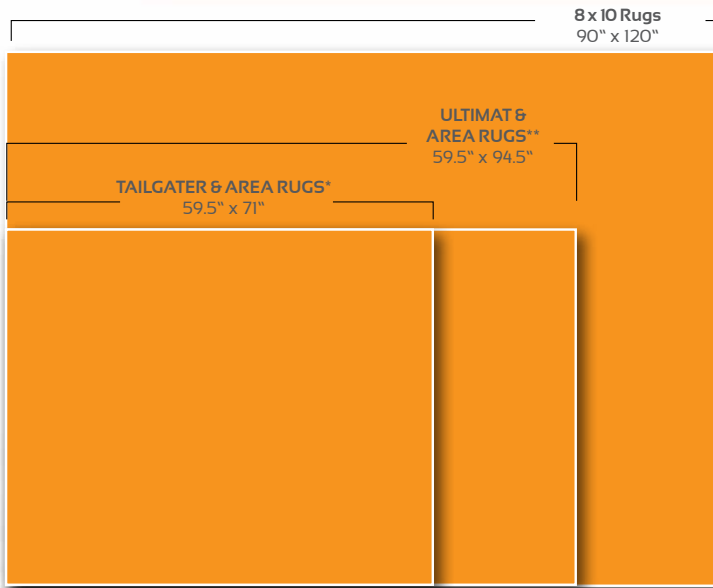 8 x 10 Rugs
90“ x 120“
ULTIMAT &
AREA RUGS**
59.5“ x 94.5“
TAILGATER & AREA RUGS*
59.5“ x 71“